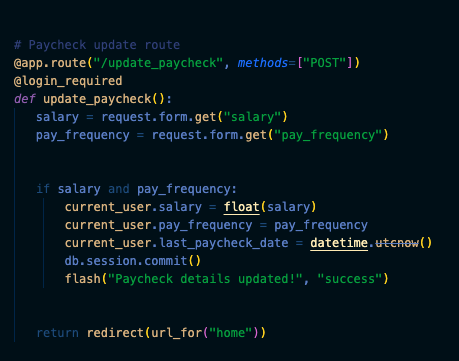 # Paycheck update route
@app.route("/update_paycheck", methods=["POST"])
@login_required
def update_paycheck():
    salary = request.form.get("salary")
    pay_frequency = request.form.get("pay_frequency")
    if salary and pay_frequency:
        current_user.salary = float(salary)
        current_user.pay_frequency = pay_frequency
        current_user.last_paycheck_date = datetime.utcnow()
        db.session.commit()
        flash("Paycheck details updated!", "success")
    return redirect(url_for("home"))